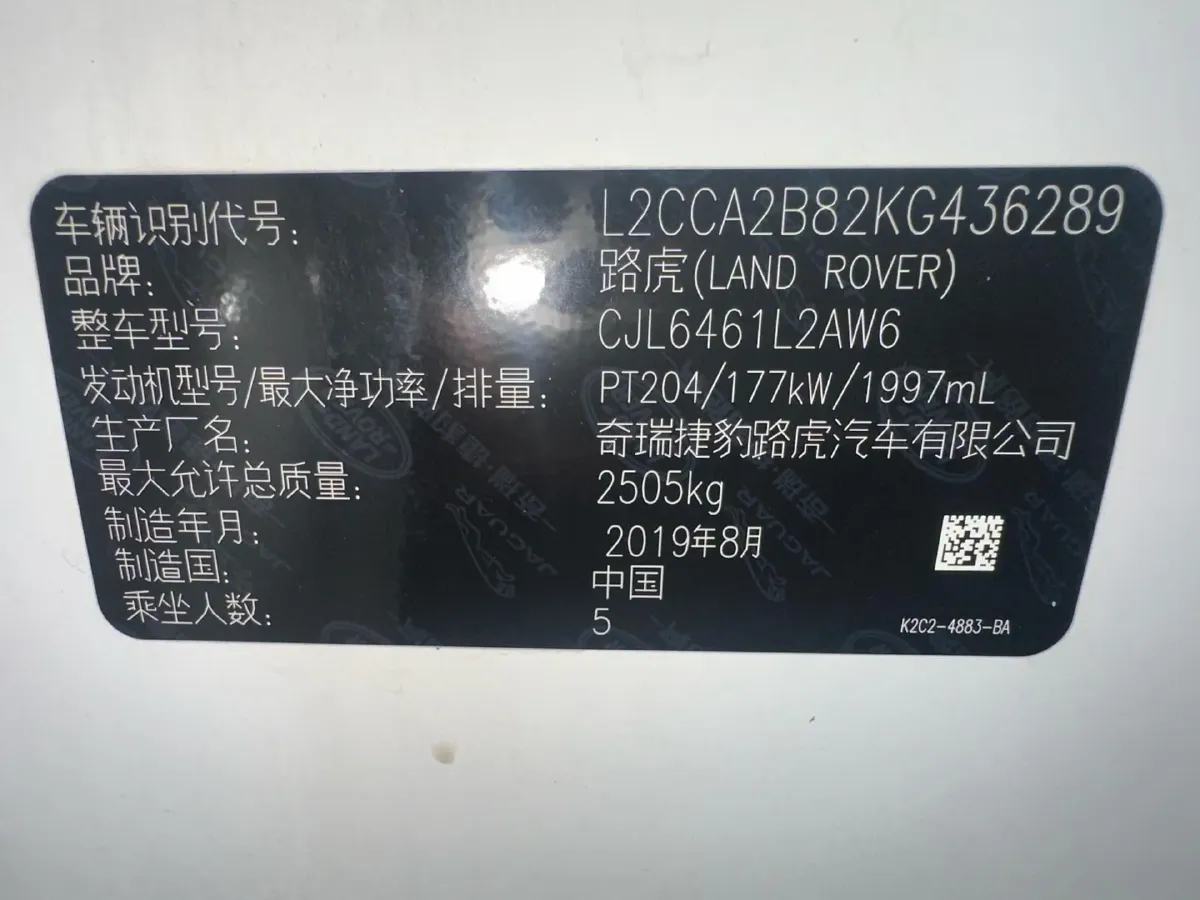 车辆识别代号: L2CCA2B82KG436289
品牌: 路虎(LAND ROVER)
整车型号: CJL6461L2AW6
发动机型号/最大净功率/排量: PT204/177kW/1997mL
生产厂名: 奇瑞捷豹路虎汽车有限公司
最大允许总质量: 2505kg
制造年月: 2019年8月
制造国: 中国
乘坐人数: 5
K2C2-4883-BA